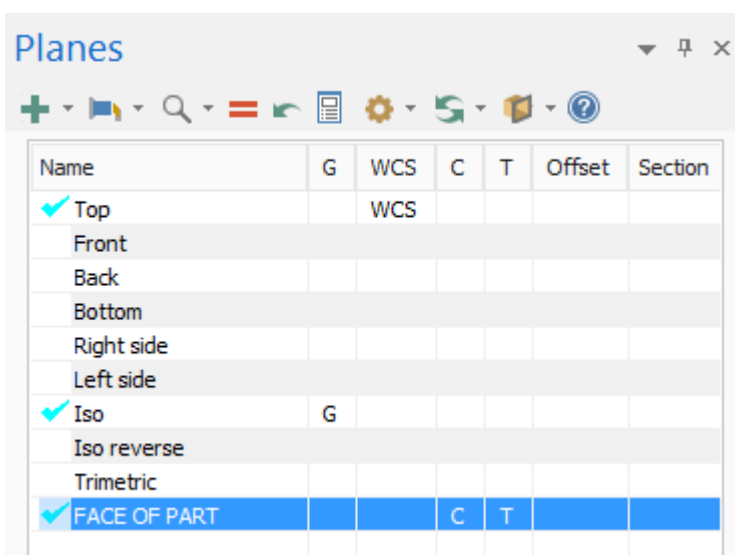 Planes
Name G WCS C T Offset Section
Top WCS
Front
Back
Bottom
Right side
Left side
Iso G
Iso reverse
Trimetric
FACE OF PART C T